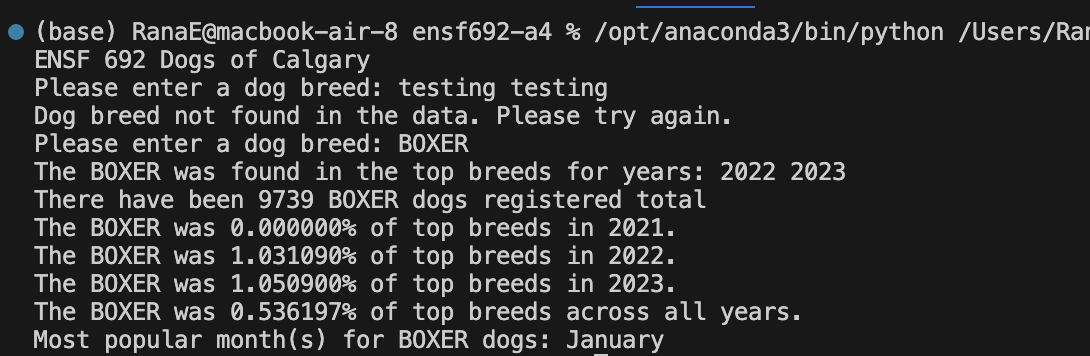 (base) RanaE@macbook-air-8 ensf692-a4 % /opt/anaconda3/bin/python /Users/Ran
ENSF 692 Dogs of Calgary
Please enter a dog breed: testing testing
Dog breed not found in the data. Please try again.
Please enter a dog breed: BOXER
The BOXER was found in the top breeds for years: 2022 2023
There have been 9739 BOXER dogs registered total
The BOXER was 0.000000% of top breeds in 2021.
The BOXER was 1.031090% of top breeds in 2022.
The BOXER was 1.050900% of top breeds in 2023.
The BOXER was 0.536197% of top breeds across all years.
Most popular month(s) for BOXER dogs: January